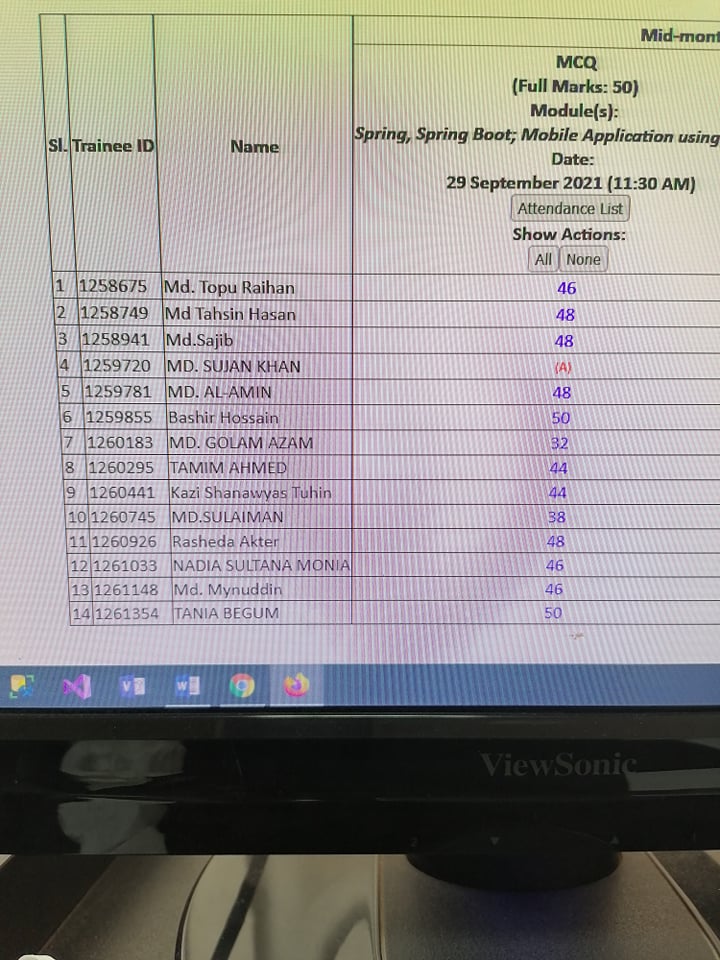 Mid-mont
MCQ
(Full Marks: 50)
Module(s):
Spring, Spring Boot; Mobile Application using
Date:
29 September 2021 (11:30 AM)
Attendance List
Show Actions:
All None
Sl. Trainee ID Name
1 1258675 Md. Topu Raihan 46
2 1258749 Md Tahsin Hasan 48
3 1258941 Md.Sajib 48
4 1259720 MD. SUJAN KHAN (A)
5 1259781 MD. AL-AMIN 48
6 1259855 Bashir Hossain 50
7 1260183 MD. GOLAM AZAM 32
8 1260295 TAMIM AHMED 44
9 1260441 Kazi Shanawyas Tuhin 44
10 1260745 MD.SULAIMAN 38
11 1260926 Rasheda Akter 48
12 1261033 NADIA SULTANA MONIA 46
13 1261148 Md. Mynuddin 46
14 1261354 TANIA BEGUM 50
ViewSonic
2